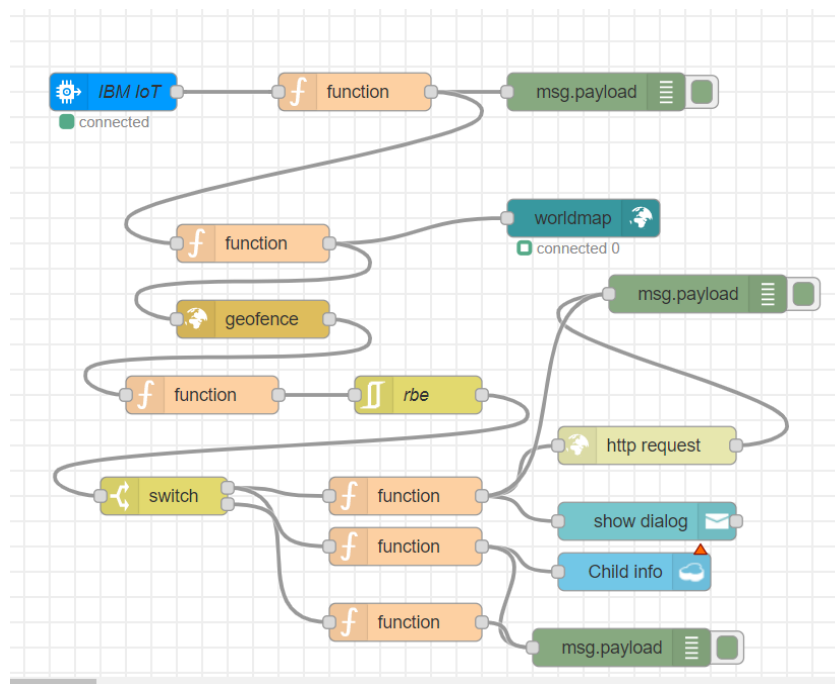 IBM IoT
function
msg.payload
connected
function
worldmap
connected 0
msg.payload
geofence
function
rbe
http request
switch
function
show dialog
function
Child info
function
msg.payload